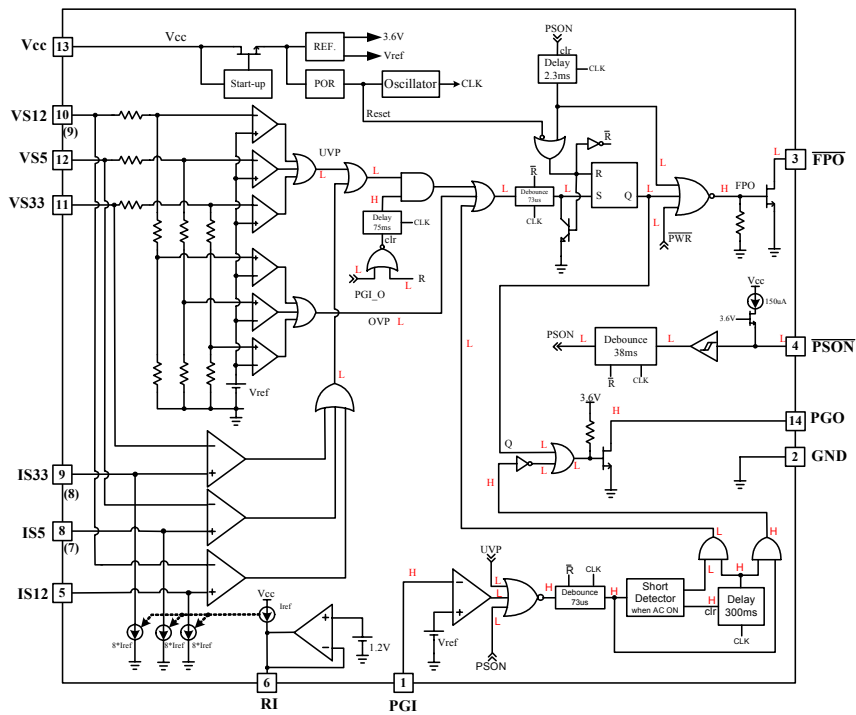 Vcc 13 Vcc
REF. 3.6V
Vref
Start-up POR Oscillator CLK
Reset
PSON
clr
Delay
2.3ms
CLK
VS12 10
(9)
VS5 12
VS33 11
UVP
L L
H
Delay
75ms
CLK
clr
PGI_O
L
L
R
OVP L
L
R̅
Debounce
73us
CLK
L
R̅
R
S Q
L
L
L
H FPO
PWR̅
L
3 FPO̅
Vcc
150uA
3.6V
PSON L
Debounce
38ms
R̅ CLK
L
L
4 PSON̅
Vref
L
L
3.6V
H
14 PGO
Q L
L
L
H
2 GND
IS33 9
(8)
IS5 8
(7)
IS12 5
Vcc
Iref
8*Iref 8*Iref 8*Iref
1.2V
6
RI
H
Vref
UVP
L
L
L
PSON
H
R̅ CLK
Debounce
73us
H
Short
Detector
when AC ON
L
L
H
H
H
clr
Delay
300ms
CLK
1
PGI